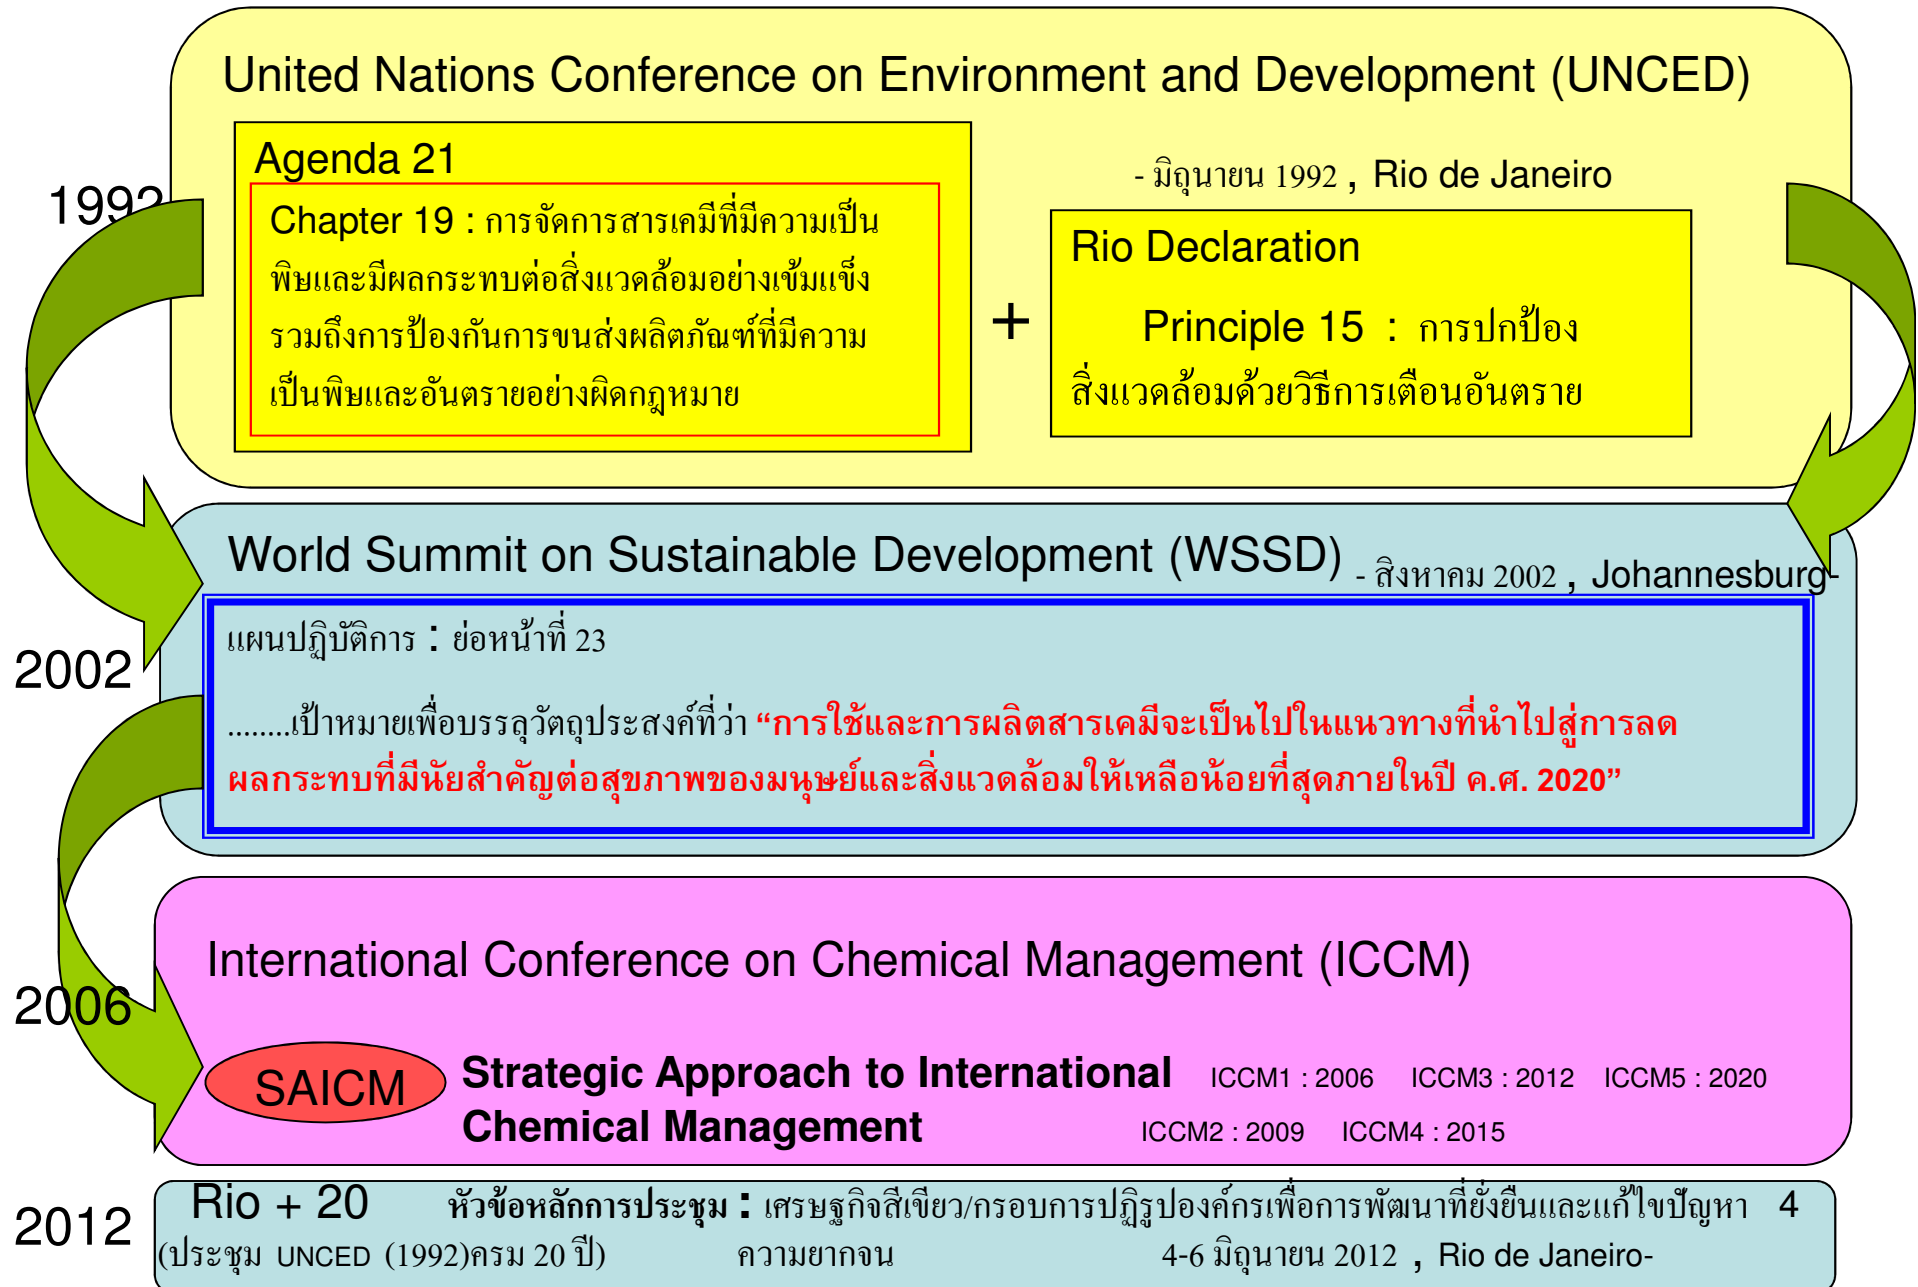 United Nations Conference on Environment and Development (UNCED)
1992
Agenda 21
Chapter 19 : การจัดการสารเคมีที่มีความเป็น
พิษและมีผลกระทบต่อสิ่งแวดล้อมอย่างเข้มแข็ง
รวมถึงการป้องกันการขนส่งผลิตภัณฑ์ที่มีความ
เป็นพิษและอันตรายอย่างผิดกฎหมาย
+
- มิถุนายน 1992 , Rio de Janeiro
Rio Declaration
Principle 15 : การปกป้อง
สิ่งแวดล้อมด้วยวิธีการเตือนอันตราย
World Summit on Sustainable Development (WSSD) - สิงหาคม 2002 , Johannesburg-
2002
แผนปฏิบัติการ : ย่อหน้าที่ 23
........เป้าหมายเพื่อบรรลุวัตถุประสงค์ที่ว่า “การใช้และการผลิตสารเคมีจะเป็นไปในแนวทางที่นำไปสู่การลด
ผลกระทบที่มีนัยสำคัญต่อสุขภาพของมนุษย์และสิ่งแวดล้อมให้เหลือน้อยที่สุดภายในปี ค.ศ. 2020”
International Conference on Chemical Management (ICCM)
2006
SAICM
Strategic Approach to International
Chemical Management
ICCM1 : 2006 ICCM3 : 2012 ICCM5 : 2020
ICCM2 : 2009 ICCM4 : 2015
2012
Rio + 20 หัวข้อหลักการประชุม : เศรษฐกิจสีเขียว/กรอบการปฏิรูปองค์กรเพื่อการพัฒนาที่ยั่งยืนและแก้ไขปัญหา 4
(ประชุม UNCED (1992)ครม 20 ปี) ความยากจน 4-6 มิถุนายน 2012 , Rio de Janeiro-